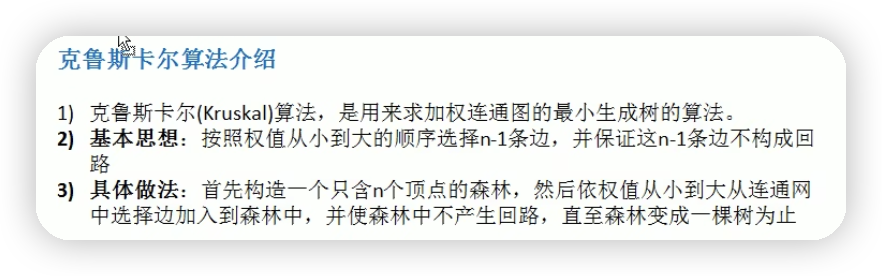 克鲁斯卡尔算法介绍
1) 克鲁斯卡尔(Kruskal)算法，是用来求加权连通图的最小生成树的算法。
2) 基本思想：按照权值从小到大的顺序选择n-1条边，并保证这n-1条边不构成回
路
3) 具体做法：首先构造一个只含n个顶点的森林，然后依权值从小到大从连通网
中选择边加入到森林中，并使森林中不产生回路，直至森林变成一棵树为止